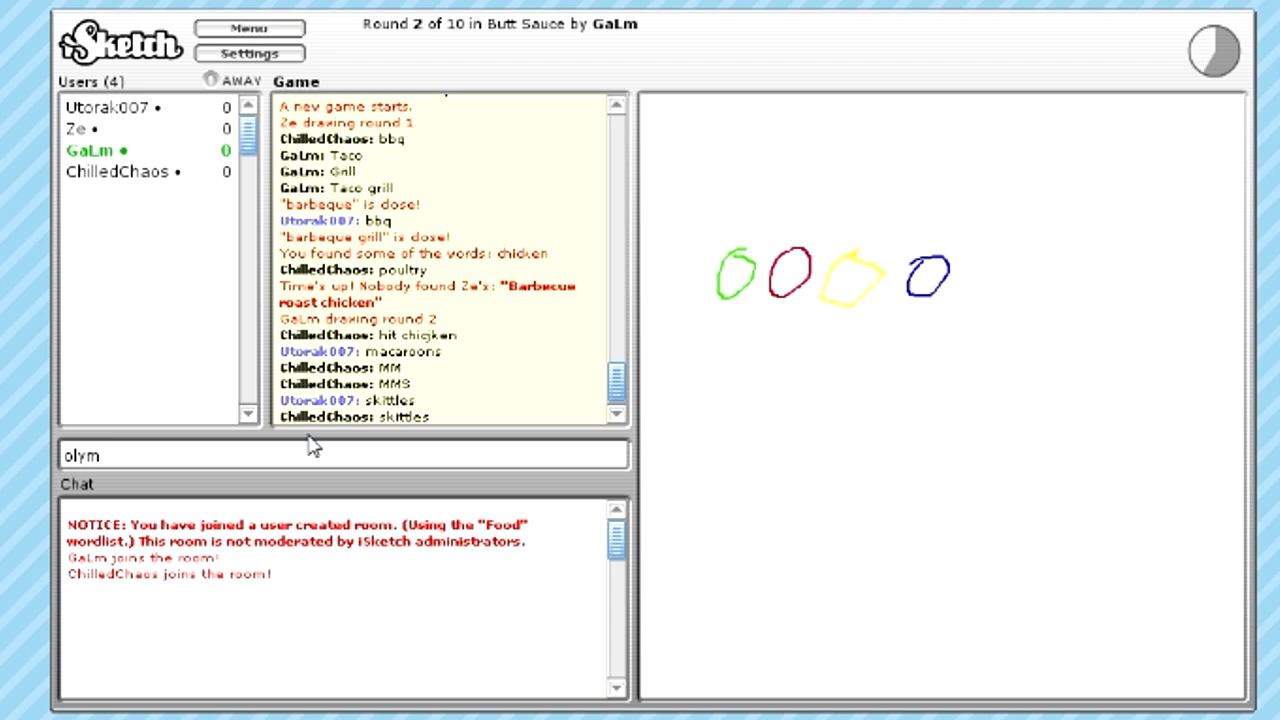 Round 2 of 10 in Butt Sauce by GaLm
iSketch
Menu
Settings
Users (4)
AWAY
Utorak007 • 0
Ze • 0
GaLm • 0
ChilledChaos • 0
Game
A new game starts.
Ze drawing round 1
ChilledChaos: bbq
GaLm: Taco
GaLm: Grill
GaLm: Taco grill
"barbeque" is close!
Utorak007: bbq
"barbeque grill" is close!
You found some of the words: chicken
ChilledChaos: poultry
Time's up! Nobody found Ze's: "Barbecue
roast chicken"
GaLm drawing round 2
ChilledChaos: hit chicjken
Utorak007: macaroons
ChilledChaos: MM
ChilledChaos: MMS
Utorak007: skittles
ChilledChaos: skittles
olym
Chat
NOTICE: You have joined a user created room. (Using the "Food"
wordlist.) This room is not moderated by iSketch administrators.
GaLm joins the room!
ChilledChaos joins the room!